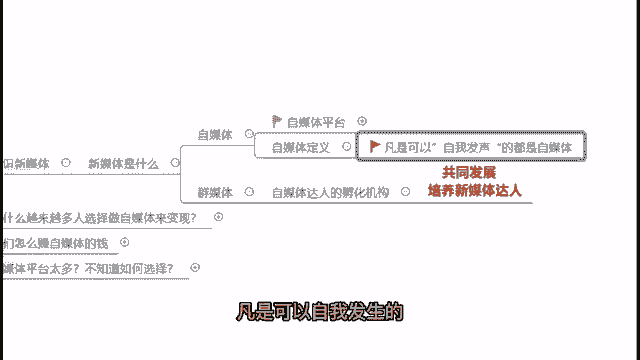 自媒体平台
自媒体
自媒体定义
凡是可以”自我发声“的都是自媒体
新媒体
新媒体是什么
共同发展
群媒体
自媒体达人的孵化机构
培养新媒体达人
什么越来越多人选择做自媒体来变现?
们怎么赚自媒体的钱
媒体平台太多? 不知道如何选择?
凡是可以自我发生的